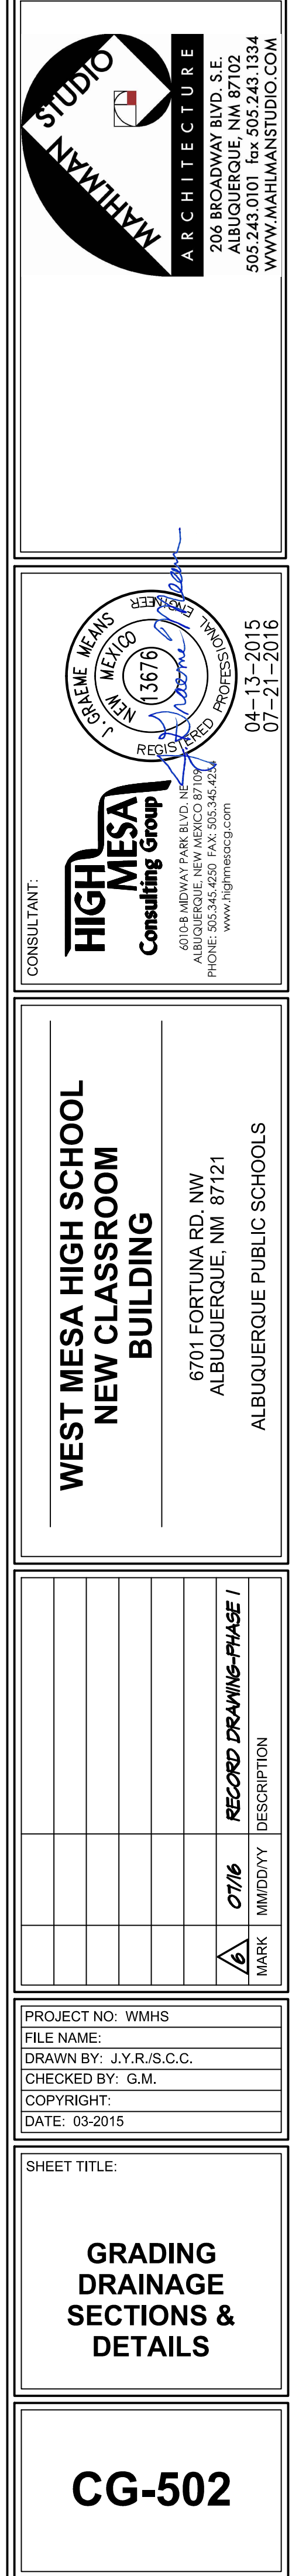 MAHLMAN
STUDIO
ARCHITECTURE
206 BROADWAY BLVD. S.E.
ALBUQUERQUE, NM 87102
505.243.0101 fax 505.243.1334
WWW.MAHLMANSTUDIO.COM
CONSULTANT:
HIGH
MESA
Consulting Group
6010-B MIDWAY PARK BLVD. NE
ALBUQUERQUE, NEW MEXICO 87109
PHONE: 505.345.4250 FAX: 505.345.4254
www.highmesacg.com
J. GRAEME MEANS
NEW MEXICO
13676
REGISTERED PROFESSIONAL ENGINEER
J. Graeme Means
04-13-2015
07-21-2016
WEST MESA HIGH SCHOOL
NEW CLASSROOM
BUILDING
6701 FORTUNA RD. NW
ALBUQUERQUE, NM 87121
ALBUQUERQUE PUBLIC SCHOOLS
6 07/16 RECORD DRAWING-PHASE I
MARK MM/DD/YY DESCRIPTION
PROJECT NO: WMHS
FILE NAME:
DRAWN BY: J.Y.R./S.C.C.
CHECKED BY: G.M.
COPYRIGHT:
DATE: 03-2015
SHEET TITLE:
GRADING
DRAINAGE
SECTIONS &
DETAILS
CG-502